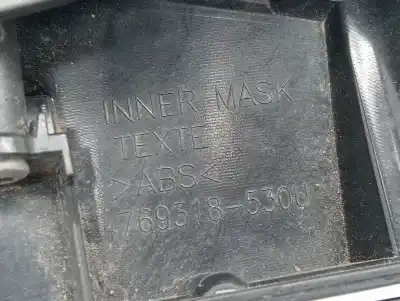 INNER MASK
TEXTE
>ABS<
769318-5300